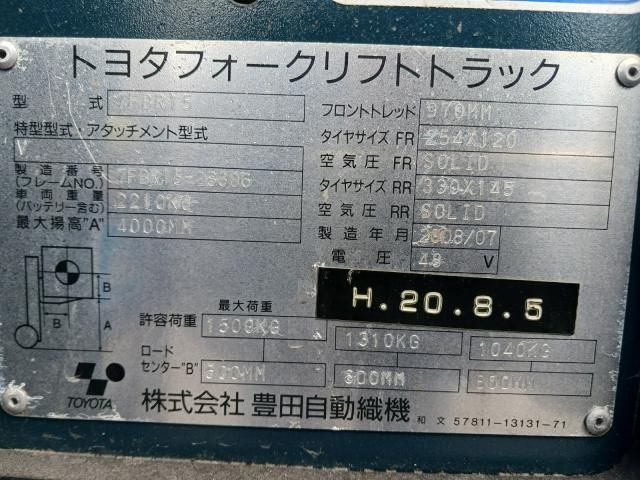 トヨタフォークリフトトラック
型 式 7FBR15
特型型式・アタッチメント型式
V
製造番号
(フレームNO.)
車両重量 2210KG
(バッテリー含む)
最大揚高"A" 4000MM
フロントトレッド 970MM
タイヤサイズ FR 254X120
空気圧 FR SOLID
タイヤサイズ RR 330X145
空気圧 RR SOLID
製造年月 2008/07
電 圧 48 V
H.20.8.5
B
B
A
最大荷重
許容荷重 1500KG 1310KG 1040KG
ロード
センター"B" 500MM 600MM
TOYOTA
株式会社 豊田自動織機 和文 57811-13131-71